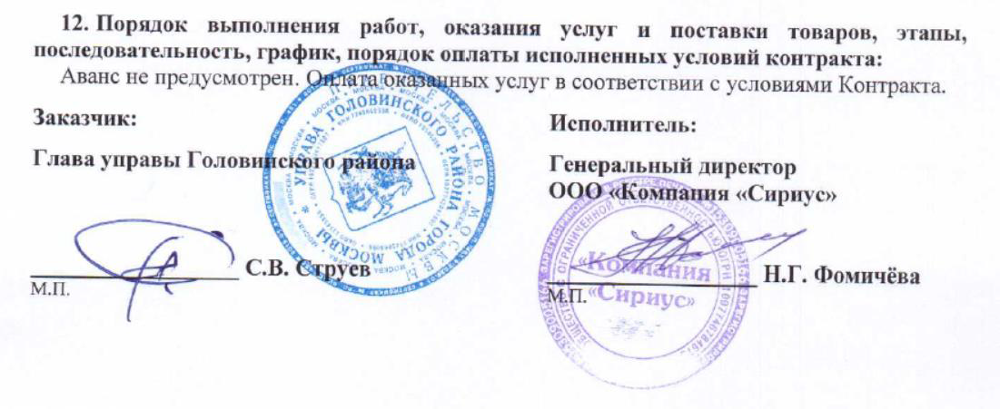 12. Порядок выполнения работ, оказания услуг и поставки товаров, этапы,
последовательность, график, порядок оплаты исполненных условий контракта:
Аванс не предусмотрен. Оплата оказанных услуг в соответствии с условиями Контракта.
Заказчик:
Глава управы Головинского района
С.В. Струев
М.П.
ПРАВИТЕЛЬСТВО МОСКВЫ
УПРАВА ГОЛОВИНСКОГО РАЙОНА ГОРОДА МОСКВЫ
Исполнитель:
Генеральный директор
ООО «Компания «Сириус»
Н.Г. Фомичёва
М.П.
«Компания
«Сириус»